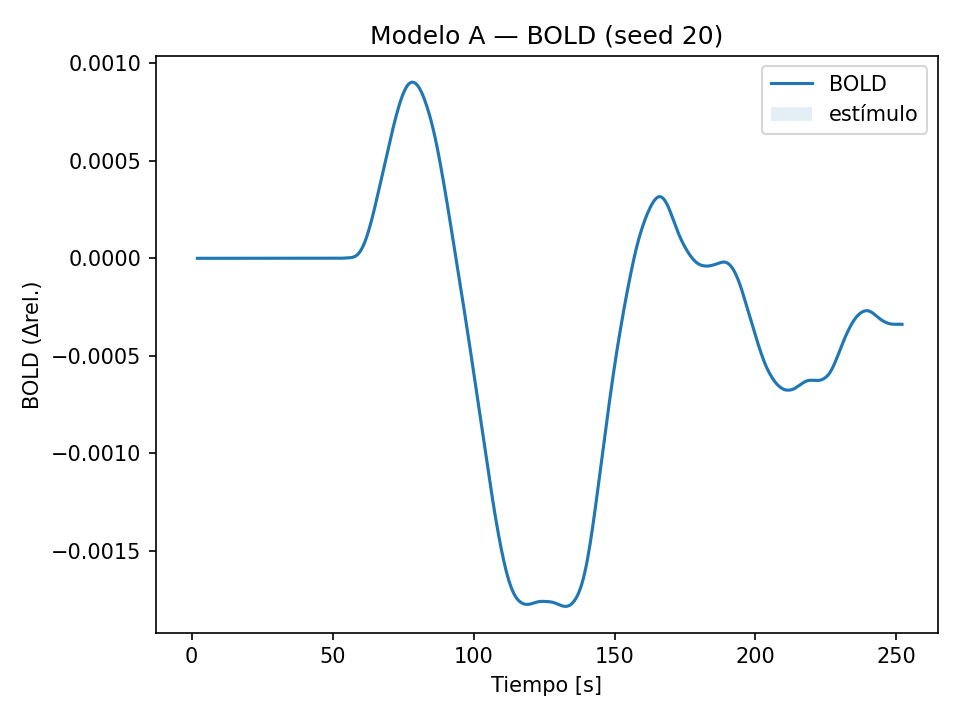 Modelo A — BOLD (seed 20)
BOLD
estímulo
BOLD (Δrel.)
0.0010
0.0005
0.0000
−0.0005
−0.0010
−0.0015
0 50 100 150 200 250
Tiempo [s]